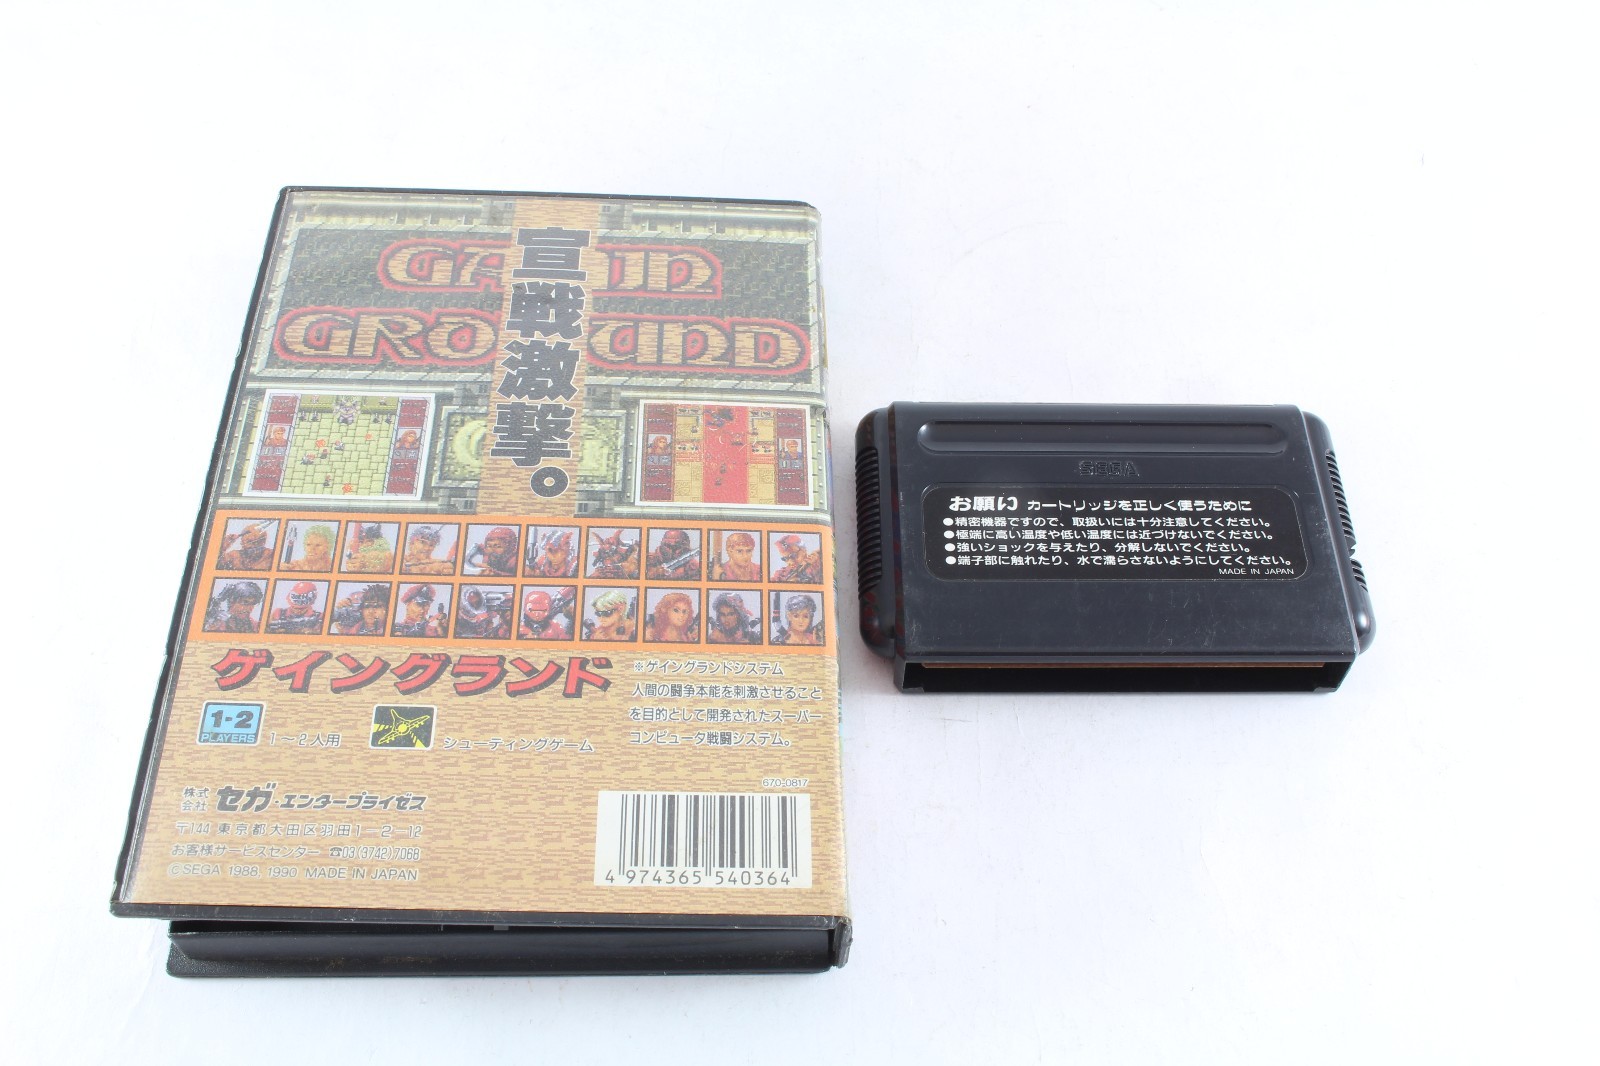 GAIN
GROUND
宣戦激撃。
ゲイングランド
※ゲイングランドシステム
人間の闘争本能を刺激させること
を目的として開発されたスーパー
コンピュータ戦闘システム。
1-2
PLAYERS
1〜2人用
シューティングゲーム
670-0817
株式会社 セガ・エンタープライゼス
〒144 東京都大田区羽田1-2-12
お客様サービスセンター ☎03(3742)7068
©SEGA 1988, 1990 MADE IN JAPAN
4 974365 540364
SEGA
お願い カートリッジを正しく使うために
●精密機器ですので、取扱いには十分注意してください。
●極端に高い温度や低い温度には近づけないでください。
●強いショックを与えたり、分解しないでください。
●端子部に触れたり、水で濡らさないようにしてください。
MADE IN JAPAN